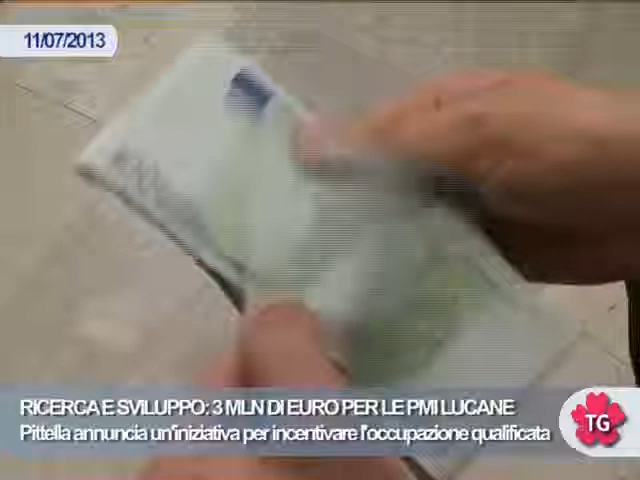 11/07/2013
RICERCA E SVILUPPO: 3 MLN DI EURO PER LE PMI LUCANE
Pittella annuncia un'iniziativa per incentivare l'occupazione qualificata
TG